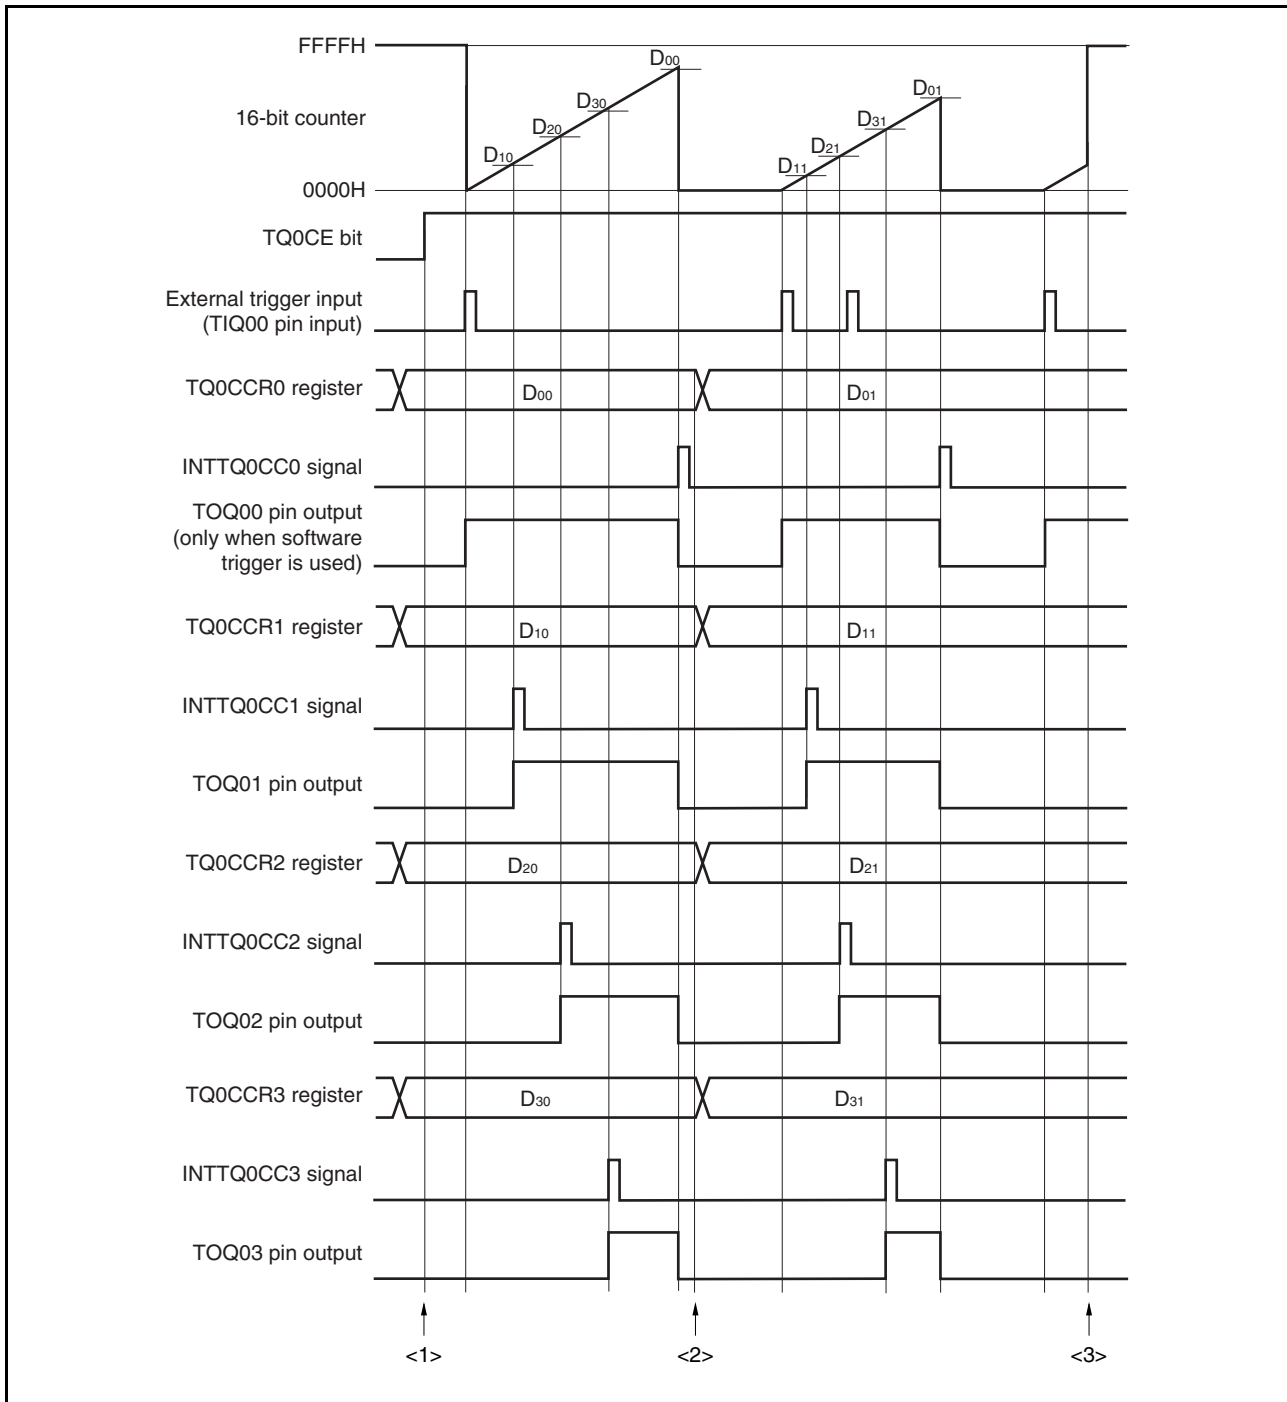 FFFFH
D00
D01
D30
D31
16-bit counter
D20
D21
D10
D11
0000H
TQ0CE bit
External trigger input
(TIQ00 pin input)
TQ0CCR0 register
D00
D01
INTTQ0CC0 signal
TOQ00 pin output
(only when software
trigger is used)
TQ0CCR1 register
D10
D11
INTTQ0CC1 signal
TOQ01 pin output
TQ0CCR2 register
D20
D21
INTTQ0CC2 signal
TOQ02 pin output
TQ0CCR3 register
D30
D31
INTTQ0CC3 signal
TOQ03 pin output
<1>
<2>
<3>